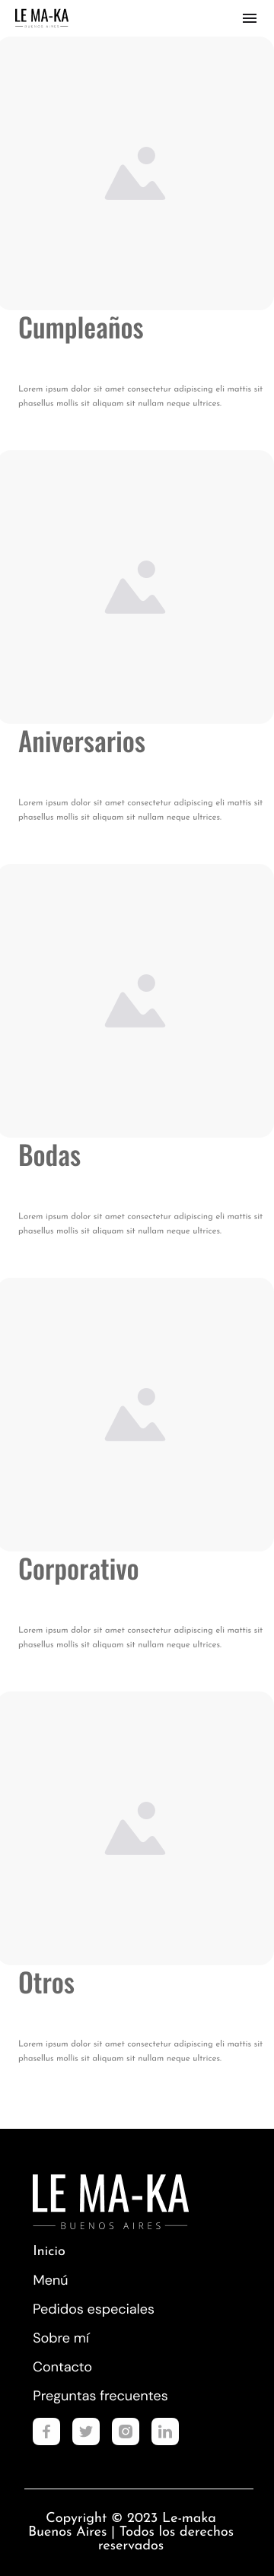 LE MA-KA
BUENOS AIRES
Cumpleaños
Lorem ipsum dolor sit amet consectetur adipiscing eli mattis sit
phasellus mollis sit aliquam sit nullam neque ultrices.
Aniversarios
Lorem ipsum dolor sit amet consectetur adipiscing eli mattis sit
phasellus mollis sit aliquam sit nullam neque ultrices.
Bodas
Lorem ipsum dolor sit amet consectetur adipiscing eli mattis sit
phasellus mollis sit aliquam sit nullam neque ultrices.
Corporativo
Lorem ipsum dolor sit amet consectetur adipiscing eli mattis sit
phasellus mollis sit aliquam sit nullam neque ultrices.
Otros
Lorem ipsum dolor sit amet consectetur adipiscing eli mattis sit
phasellus mollis sit aliquam sit nullam neque ultrices.
LE MA-KA
BUENOS AIRES
Inicio
Menú
Pedidos especiales
Sobre mí
Contacto
Preguntas frecuentes
Copyright © 2023 Le-maka
Buenos Aires | Todos los derechos
reservados